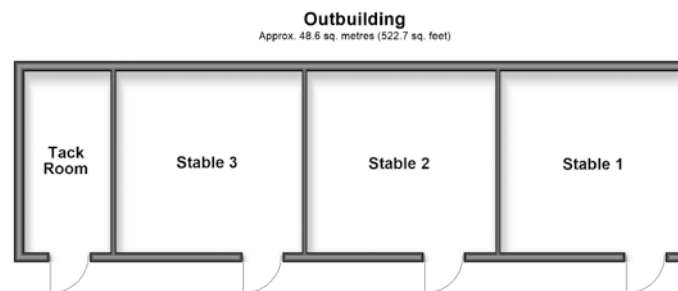 Outbuilding
Approx. 48.6 sq. metres (522.7 sq. feet)
Tack
Room
Stable 3
Stable 2
Stable 1